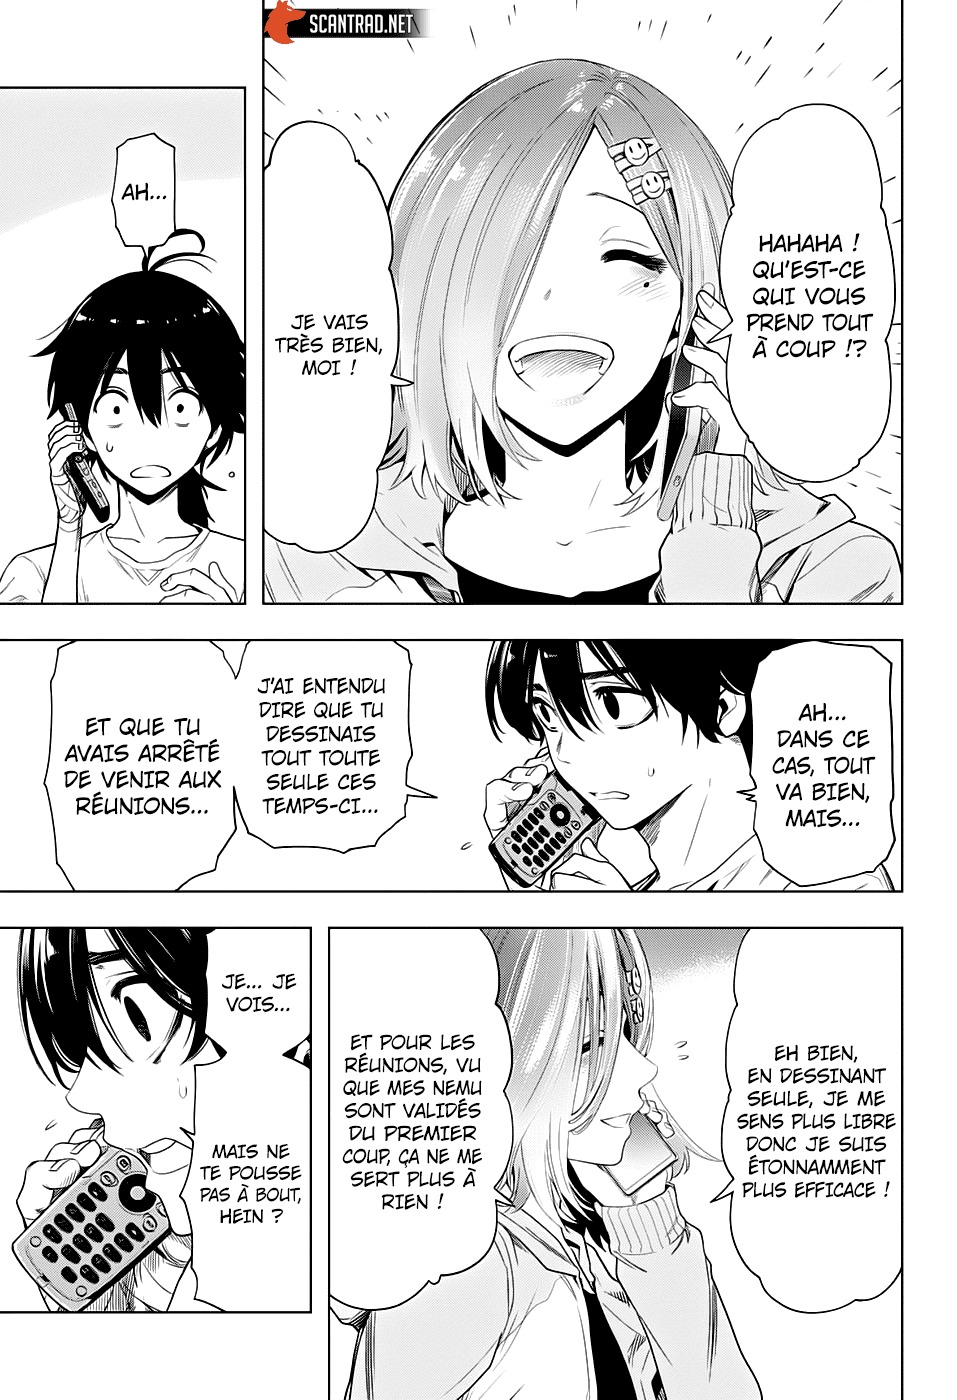 SCANTRAD.NET
HAHAHA !
QU'EST-CE
QUI VOUS
PREND TOUT
À COUP !?
JE VAIS
TRÈS BIEN,
MOI !
AH...
AH...
DANS CE
CAS, TOUT
VA BIEN,
MAIS...
J'AI ENTENDU
DIRE QUE TU
DESSINAIS
TOUT TOUTE
SEULE CES
TEMPS-CI...
ET QUE TU
AVAIS ARRÊTÉ
DE VENIR AUX
RÉUNIONS...
EH BIEN,
EN DESSINANT
SEULE, JE ME
SENS PLUS LIBRE
DONC JE SUIS
ÉTONNAMMENT
PLUS EFFICACE !
ET POUR LES
RÉUNIONS, VU
QUE MES NEMU
SONT VALIDÉS
DU PREMIER
COUP, ÇA NE ME
SERT PLUS À
RIEN !
JE... JE
VOIS...
MAIS NE
TE POUSSE
PAS À BOUT,
HEIN ?